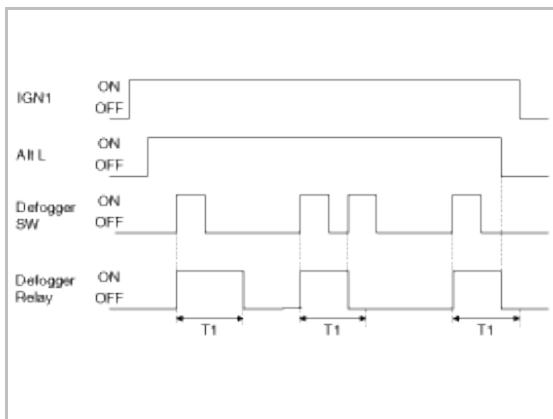 IGN1 ON
OFF
Alt L ON
OFF
Defogger SW ON
OFF
Defogger Relay ON
OFF
T1 T1 T1